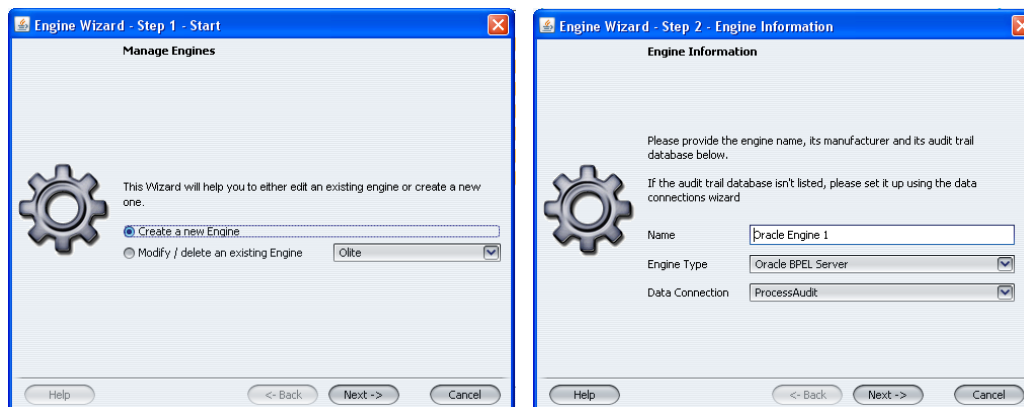 Engine Wizard - Step 1 - Start
Manage Engines
This Wizard will help you to either edit an existing engine or create a new
one.
Create a new Engine
Modify / delete an existing Engine
Olite
Help
<- Back
Next ->
Cancel
Engine Wizard - Step 2 - Engine Information
Engine Information
Please provide the engine name, its manufacturer and its audit trail
database below.
If the audit trail database isn't listed, please set it up using the data
connections wizard
Name
Oracle Engine 1
Engine Type
Oracle BPEL Server
Data Connection
ProcessAudit
Help
<- Back
Next ->
Cancel